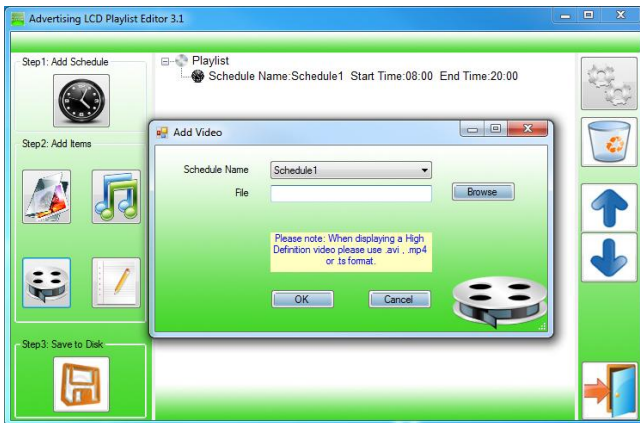 Advertising LCD Playlist Editor 3.1
Step1: Add Schedule
Playlist
Schedule Name:Schedule1 Start Time:08:00 End Time:20:00
Step2: Add Items
Add Video
Schedule Name
Schedule1
File
Browse
Please note: When displaying a High
Definition video please use .avi , .mp4
or .ts format.
OK
Cancel
Step3: Save to Disk